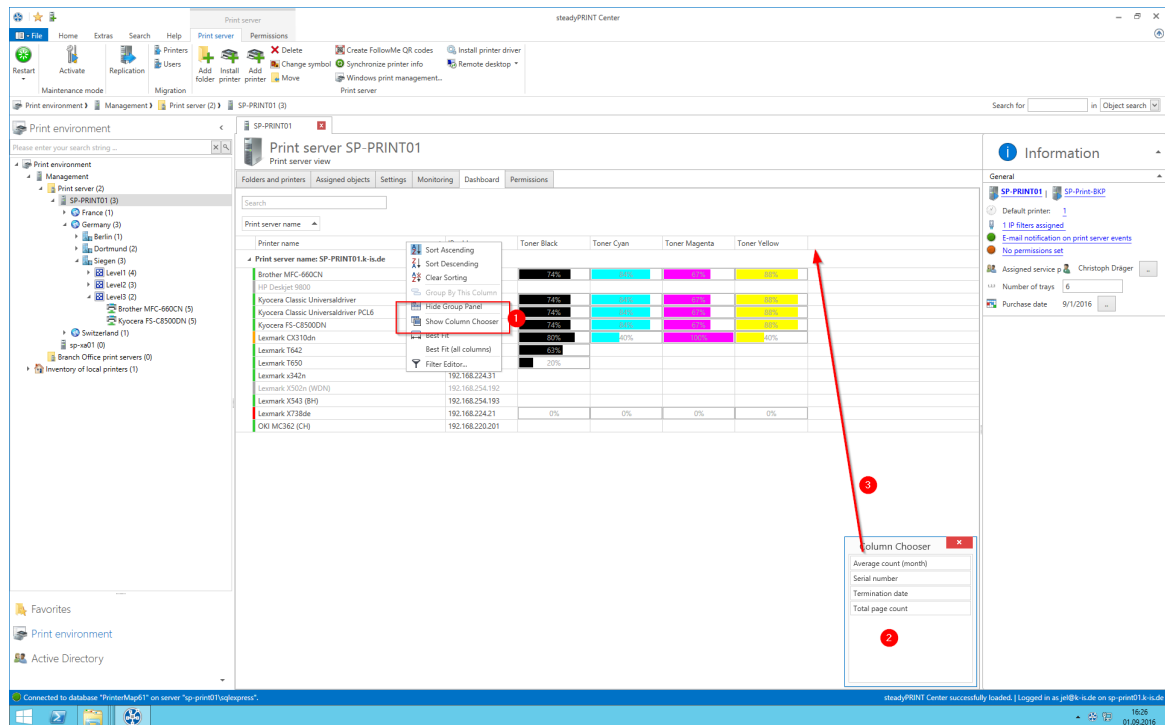 Print server
steadyPRINT Center
File Home Extras Search Help Print server Permissions
Restart
Activate
Replication
Printers
Users
Add folder
Install printer
Add printer
Delete
Change symbol
Move
Create FollowMe QR codes
Synchronize printer info
Windows print management...
Install printer driver
Remote desktop
Maintenance mode
Migration
Print server
Print environment Management Print server (2) SP-PRINT01 (3)
Search for in Object search
Print environment
Please enter your search string ...
Print environment
Management
Print server (2)
SP-PRINT01 (3)
France (1)
Germany (3)
Berlin (1)
Dortmund (2)
Siegen (3)
Level1 (4)
Level2 (3)
Level3 (2)
Brother MFC-660CN (5)
Kyocera FS-C8500DN (5)
Switzerland (1)
sp-xa01 (0)
Branch Office print servers (0)
Inventory of local printers (1)
Favorites
Print environment
Active Directory
SP-PRINT01
Print server SP-PRINT01
Print server view
Folders and printers Assigned objects Settings Monitoring Dashboard Permissions
Search
Print server name
Printer name Toner Black Toner Cyan Toner Magenta Toner Yellow
Print server name: SP-PRINT01.k-is.de
Brother MFC-660CN 74% 67% 88%
HP Deskjet 9800
Kyocera Classic Universaldriver 74% 67% 88%
Kyocera Classic Universaldriver PCL6 74% 67% 88%
Kyocera FS-C8500DN 74% 67% 88%
Lexmark CX310dn 80% 40% 100% 40%
Lexmark T642 63%
Lexmark T650 20%
Lexmark x342n 192.168.224.31
Lexmark X502n (WDN) 192.168.254.192
Lexmark X543 (BH) 192.168.254.193
Lexmark X738de 192.168.224.21 0% 0% 0% 0%
OKI MC362 (CH) 192.168.220.201
Sort Ascending
Sort Descending
Clear Sorting
Group By This Column
Hide Group Panel
Show Column Chooser
Best Fit
Best Fit (all columns)
Filter Editor...
1
3
Column Chooser
Average count (month)
Serial number
Termination date
Total page count
2
Information
General
SP-PRINT01 | SP-Print-BKP
Default printer: 1
1 IP filters assigned
E-mail notification on print server events
No permissions set
Assigned service p Christoph Dräger ..
Number of trays 6
Purchase date 9/1/2016 ..
Connected to database "PrinterMap61" on server "sp-print01\sqlexpress".
steadyPRINT Center successfully loaded. | Logged in as jel@k-is.de on sp-print01.k-is.de
16:26
01.09.2016